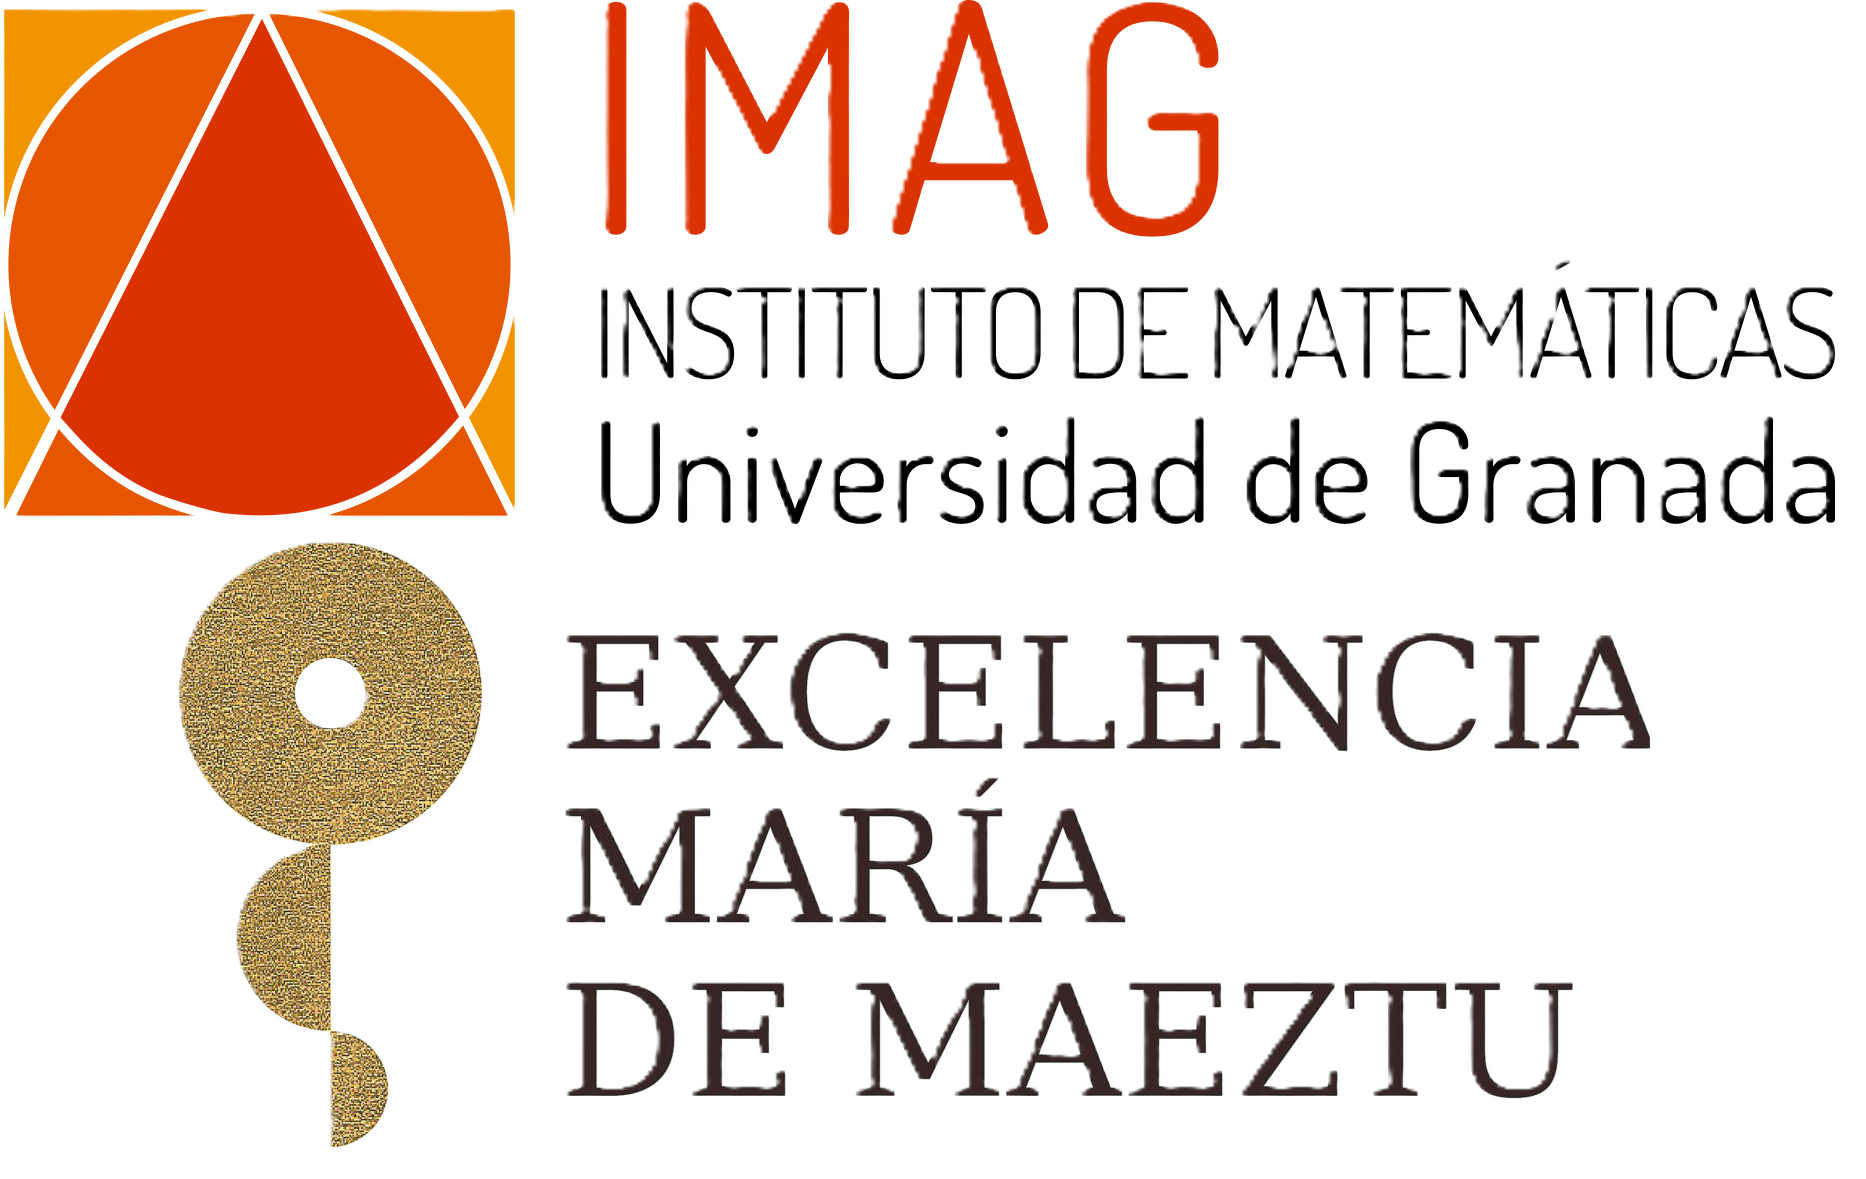 IMAG
INSTITUTO DE MATEMÁTICAS
Universidad de Granada
EXCELENCIA
MARÍA
DE MAEZTU